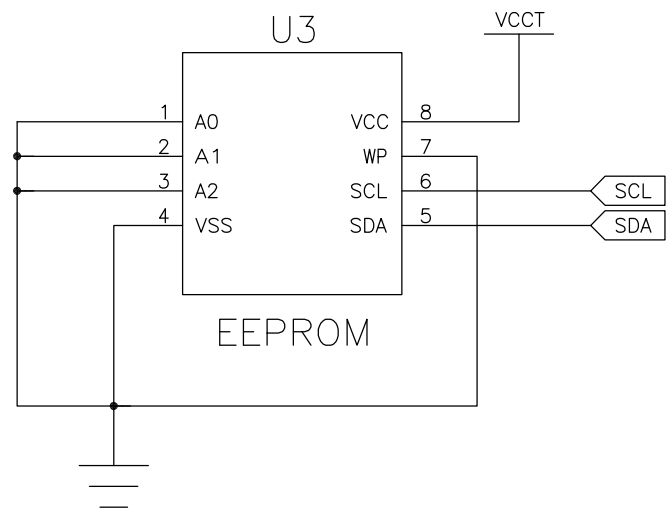 U3
VCCT
1 A0 VCC 8
2 A1 WP 7
3 A2 SCL 6 SCL
4 VSS SDA 5 SDA
EEPROM